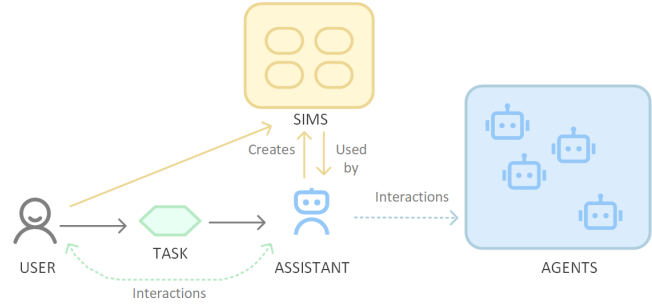 SIMS
Creates
Used
by
Interactions
USER
TASK
ASSISTANT
AGENTS
Interactions